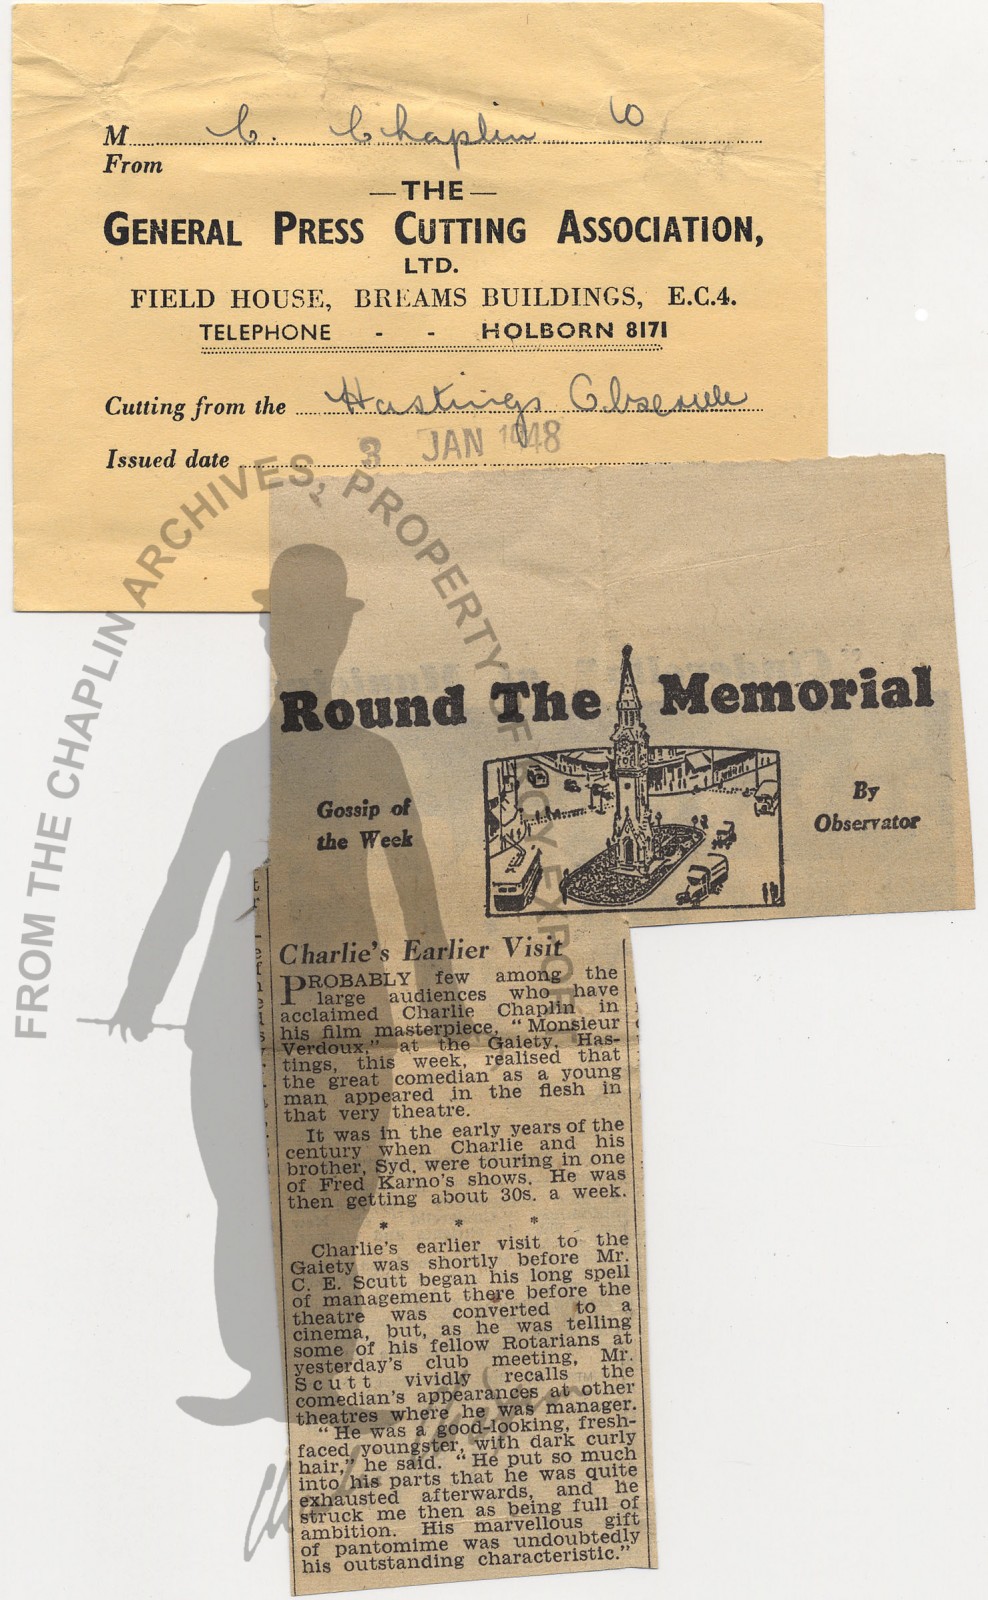 M C. Chaplin 10
From
—THE—
GENERAL PRESS CUTTING ASSOCIATION,
LTD.
FIELD HOUSE, BREAMS BUILDINGS, E.C.4.
TELEPHONE - - HOLBORN 8171
Cutting from the Hastings Observer
Issued date 3 JAN 1948
FROM THE CHAPLIN ARCHIVES, PROPERTY OF ROY EXPORT
Round The Memorial
Gossip of
the Week
By
Observator
Charlie's Earlier Visit
PROBABLY few among the
large audiences who have
acclaimed Charlie Chaplin in
his film masterpiece, "Monsieur
Verdoux," at the Gaiety, Has-
tings, this week, realised that
the great comedian as a young
man appeared in the flesh in
that very theatre.
It was in the early years of the
century when Charlie and his
brother, Syd, were touring in one
of Fred Karno's shows. He was
then getting about 30s. a week.
* * *
Charlie's earlier visit to the
Gaiety was shortly before Mr.
C. E. Scutt began his long spell
of management there before the
theatre was converted to a
cinema, but, as he was telling
some of his fellow Rotarians at
yesterday's club meeting, Mr.
Scutt vividly recalls the
comedian's appearances at other
theatres where he was manager.
"He was a good-looking, fresh-
faced youngster, with dark curly
hair," he said. "He put so much
into his parts that he was quite
exhausted afterwards, and he
struck me then as being full of
ambition. His marvellous gift
of pantomime was undoubtedly
his outstanding characteristic."